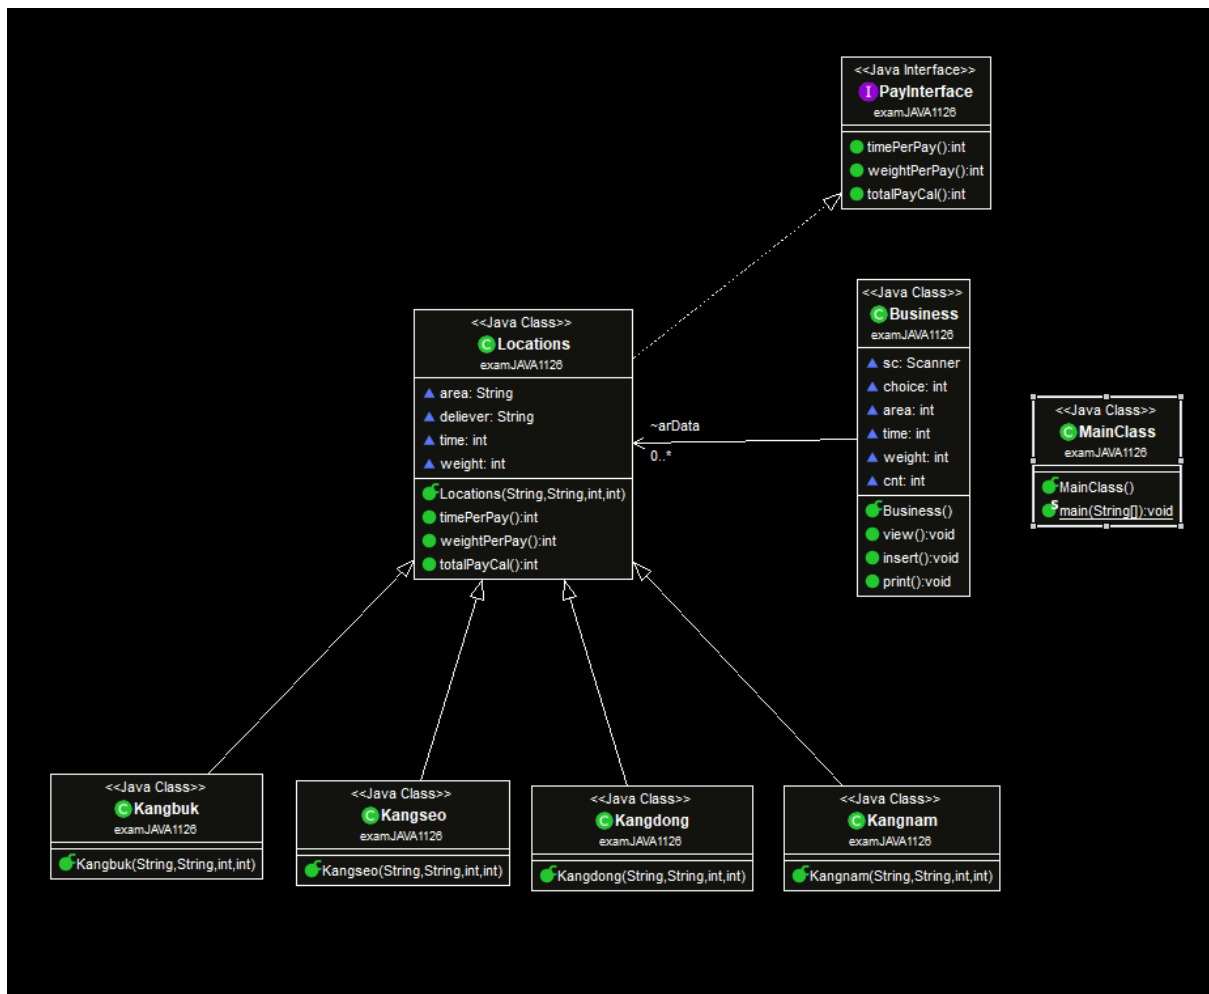 <<Java Interface>>
PayInterface
examJAVA1126
timePerPay():int
weightPerPay():int
totalPayCal():int
<<Java Class>>
Locations
examJAVA1126
area: String
deliever: String
time: int
weight: int
Locations(String,String,int,int)
timePerPay():int
weightPerPay():int
totalPayCal():int
~arData
0..*
<<Java Class>>
Business
examJAVA1126
sc: Scanner
choice: int
area: int
time: int
weight: int
cnt: int
Business()
view():void
insert():void
print():void
<<Java Class>>
MainClass
examJAVA1126
MainClass()
main(String[]):void
<<Java Class>>
Kangbuk
examJAVA1126
Kangbuk(String,String,int,int)
<<Java Class>>
Kangseo
examJAVA1126
Kangseo(String,String,int,int)
<<Java Class>>
Kangdong
examJAVA1126
Kangdong(String,String,int,int)
<<Java Class>>
Kangnam
examJAVA1126
Kangnam(String,String,int,int)